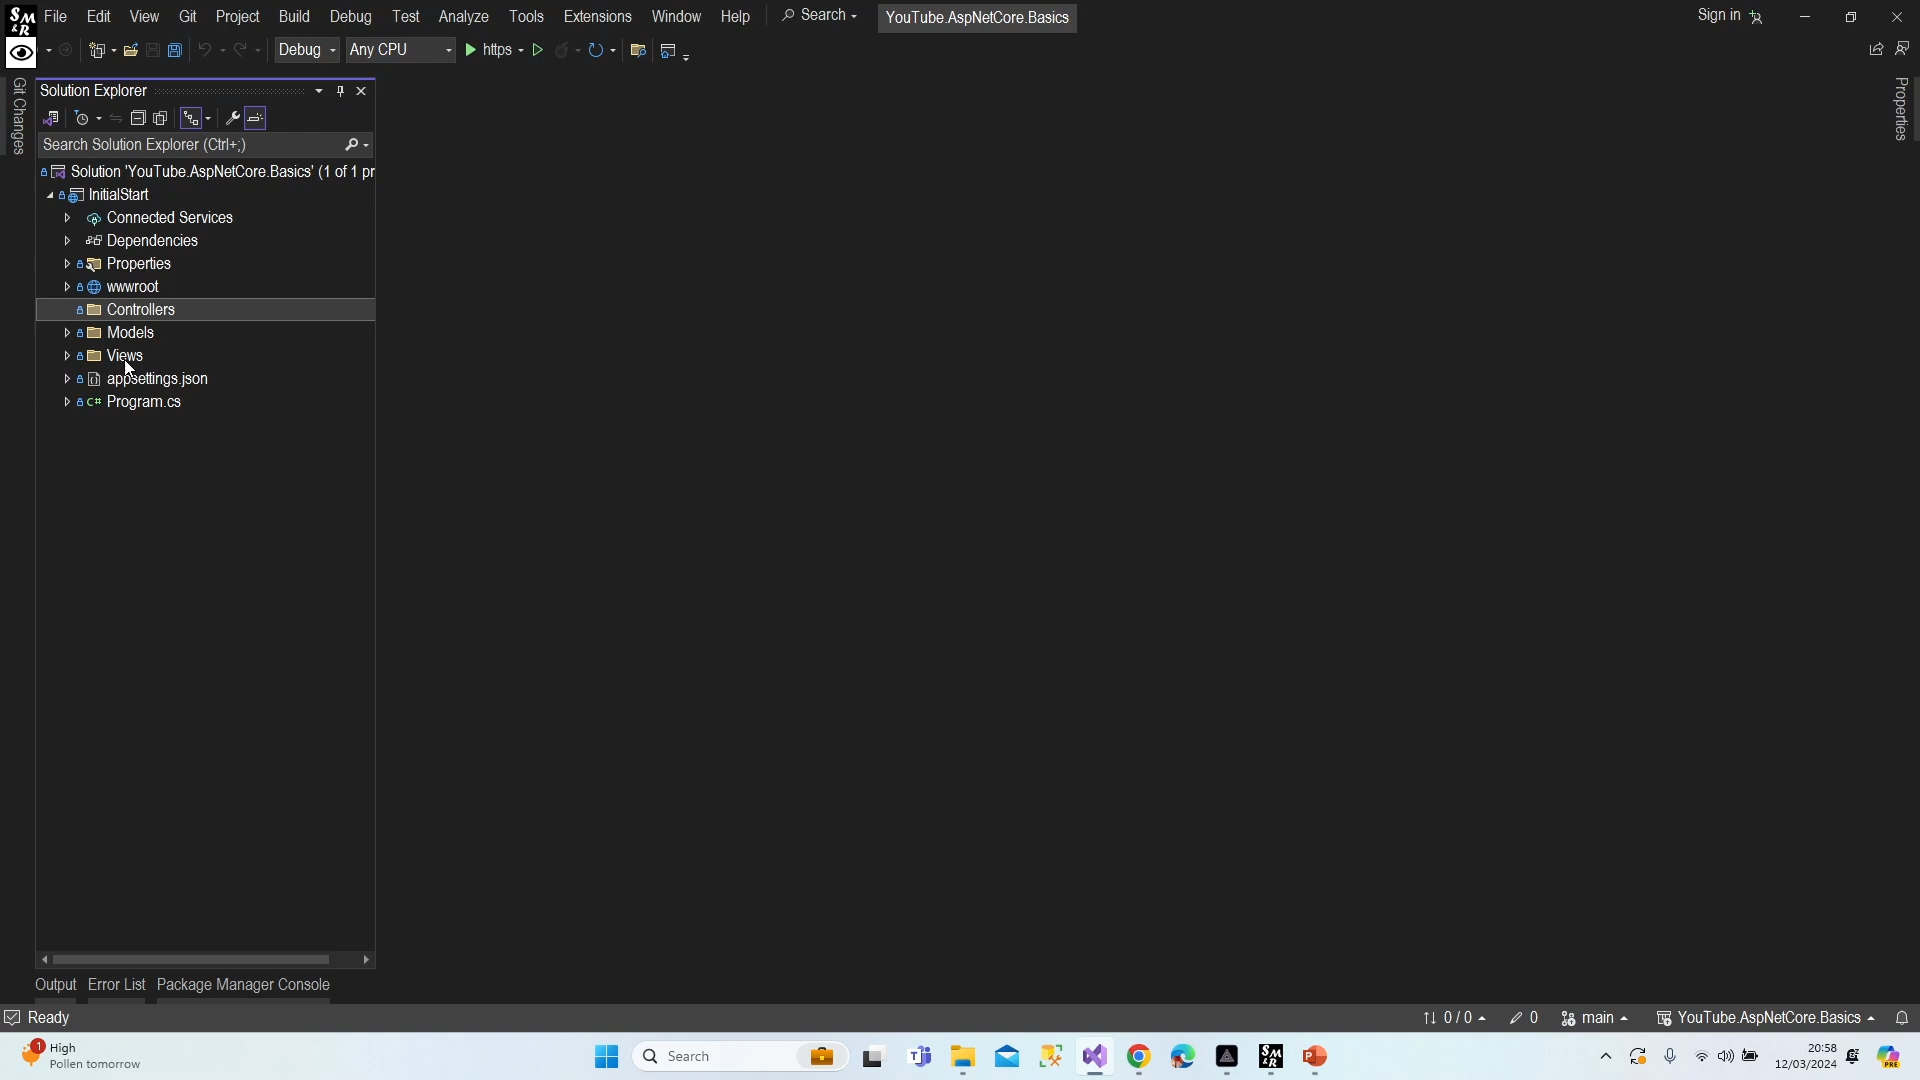 S
M
&R
File Edit View Git Project Build Debug Test Analyze Tools Extensions Window Help Search YouTube.AspNetCore.Basics Sign in
Debug Any CPU https
Git Changes
Solution Explorer
Search Solution Explorer (Ctrl+;)
Solution 'YouTube.AspNetCore.Basics' (1 of 1 pr
InitialStart
Connected Services
Dependencies
Properties
wwwroot
Controllers
Models
Views
appsettings.json
C# Program.cs
Properties
Output Error List Package Manager Console
Ready 0 / 0 0 main YouTube.AspNetCore.Basics
1 High
Pollen tomorrow
Search
S
M
&R
20:58
12/03/2024
PRE